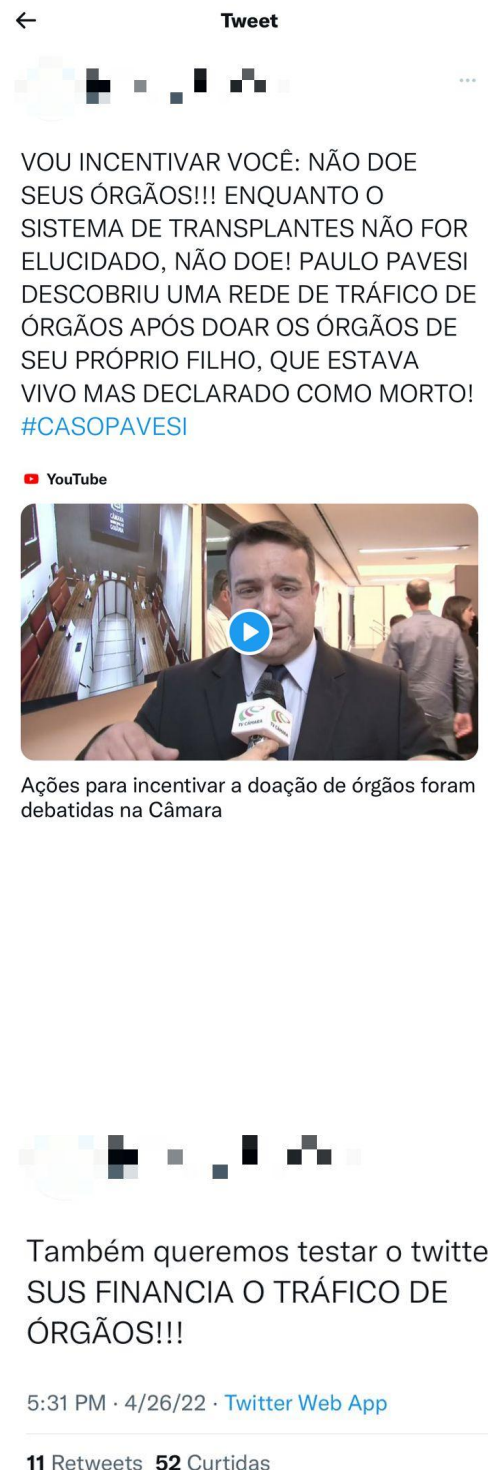 Tweet
VOU INCENTIVAR VOCÊ: NÃO DOE
SEUS ÓRGÃOS!!! ENQUANTO O
SISTEMA DE TRANSPLANTES NÃO FOR
ELUCIDADO, NÃO DOE! PAULO PAVESI
DESCOBRIU UMA REDE DE TRÁFICO DE
ÓRGÃOS APÓS DOAR OS ÓRGÃOS DE
SEU PRÓPRIO FILHO, QUE ESTAVA
VIVO MAS DECLARADO COMO MORTO!
#CASOPAVESI
YouTube
TV CÂMARA
Ações para incentivar a doação de órgãos foram
debatidas na Câmara
Também queremos testar o twitte
SUS FINANCIA O TRÁFICO DE
ÓRGÃOS!!!
5:31 PM · 4/26/22 · Twitter Web App
11 Retweets 52 Curtidas